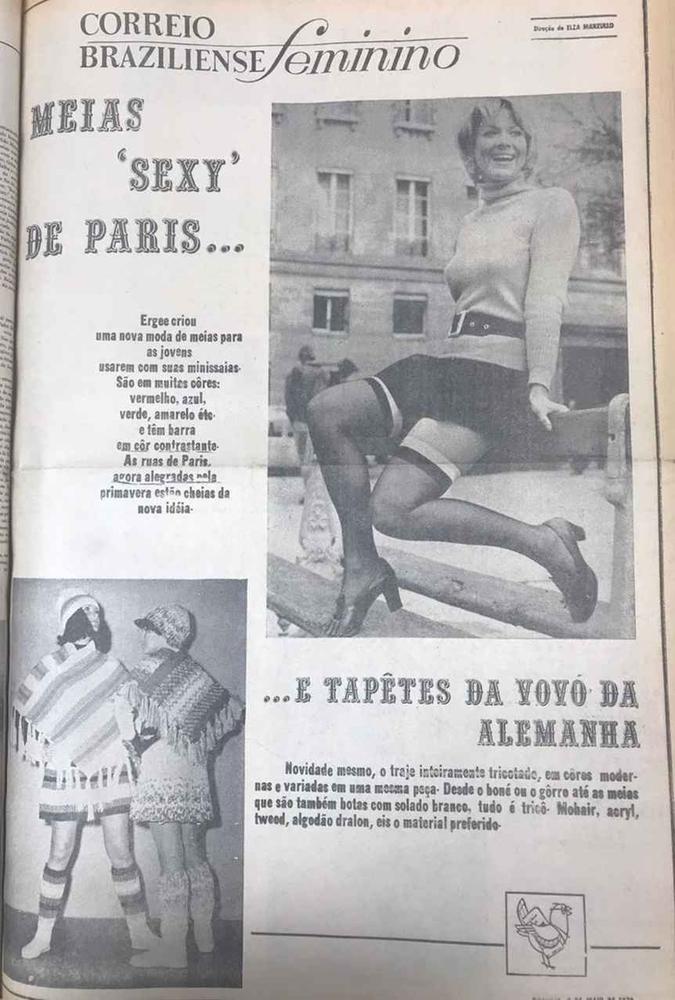 CORREIO
BRAZILIENSE feminino
Direção de ELZA MARZULLO
MEIAS
'SEXY'
DE PARIS...
Ergee criou
uma nova moda de meias para
as jovens
usarem com suas minissaias.
São em muitas côres:
vermelho, azul,
verde, amarelo étc.
e têm barra
em côr contrastante.
As ruas de Paris,
agora alegradas pela
primavera estão cheias da
nova idéia.
...E TAPÊTES DA VOVÓ DA
ALEMANHA
Novidade mesmo, o traje inteiramente tricotado, em côres moder-
nas e variadas em uma mesma peça. Desde o boné ou o gôrro até as meias
que são também botas com solado branco, tudo é tricô. Mohair, acryl,
tweed, algodão dralon, eis o material preferido.